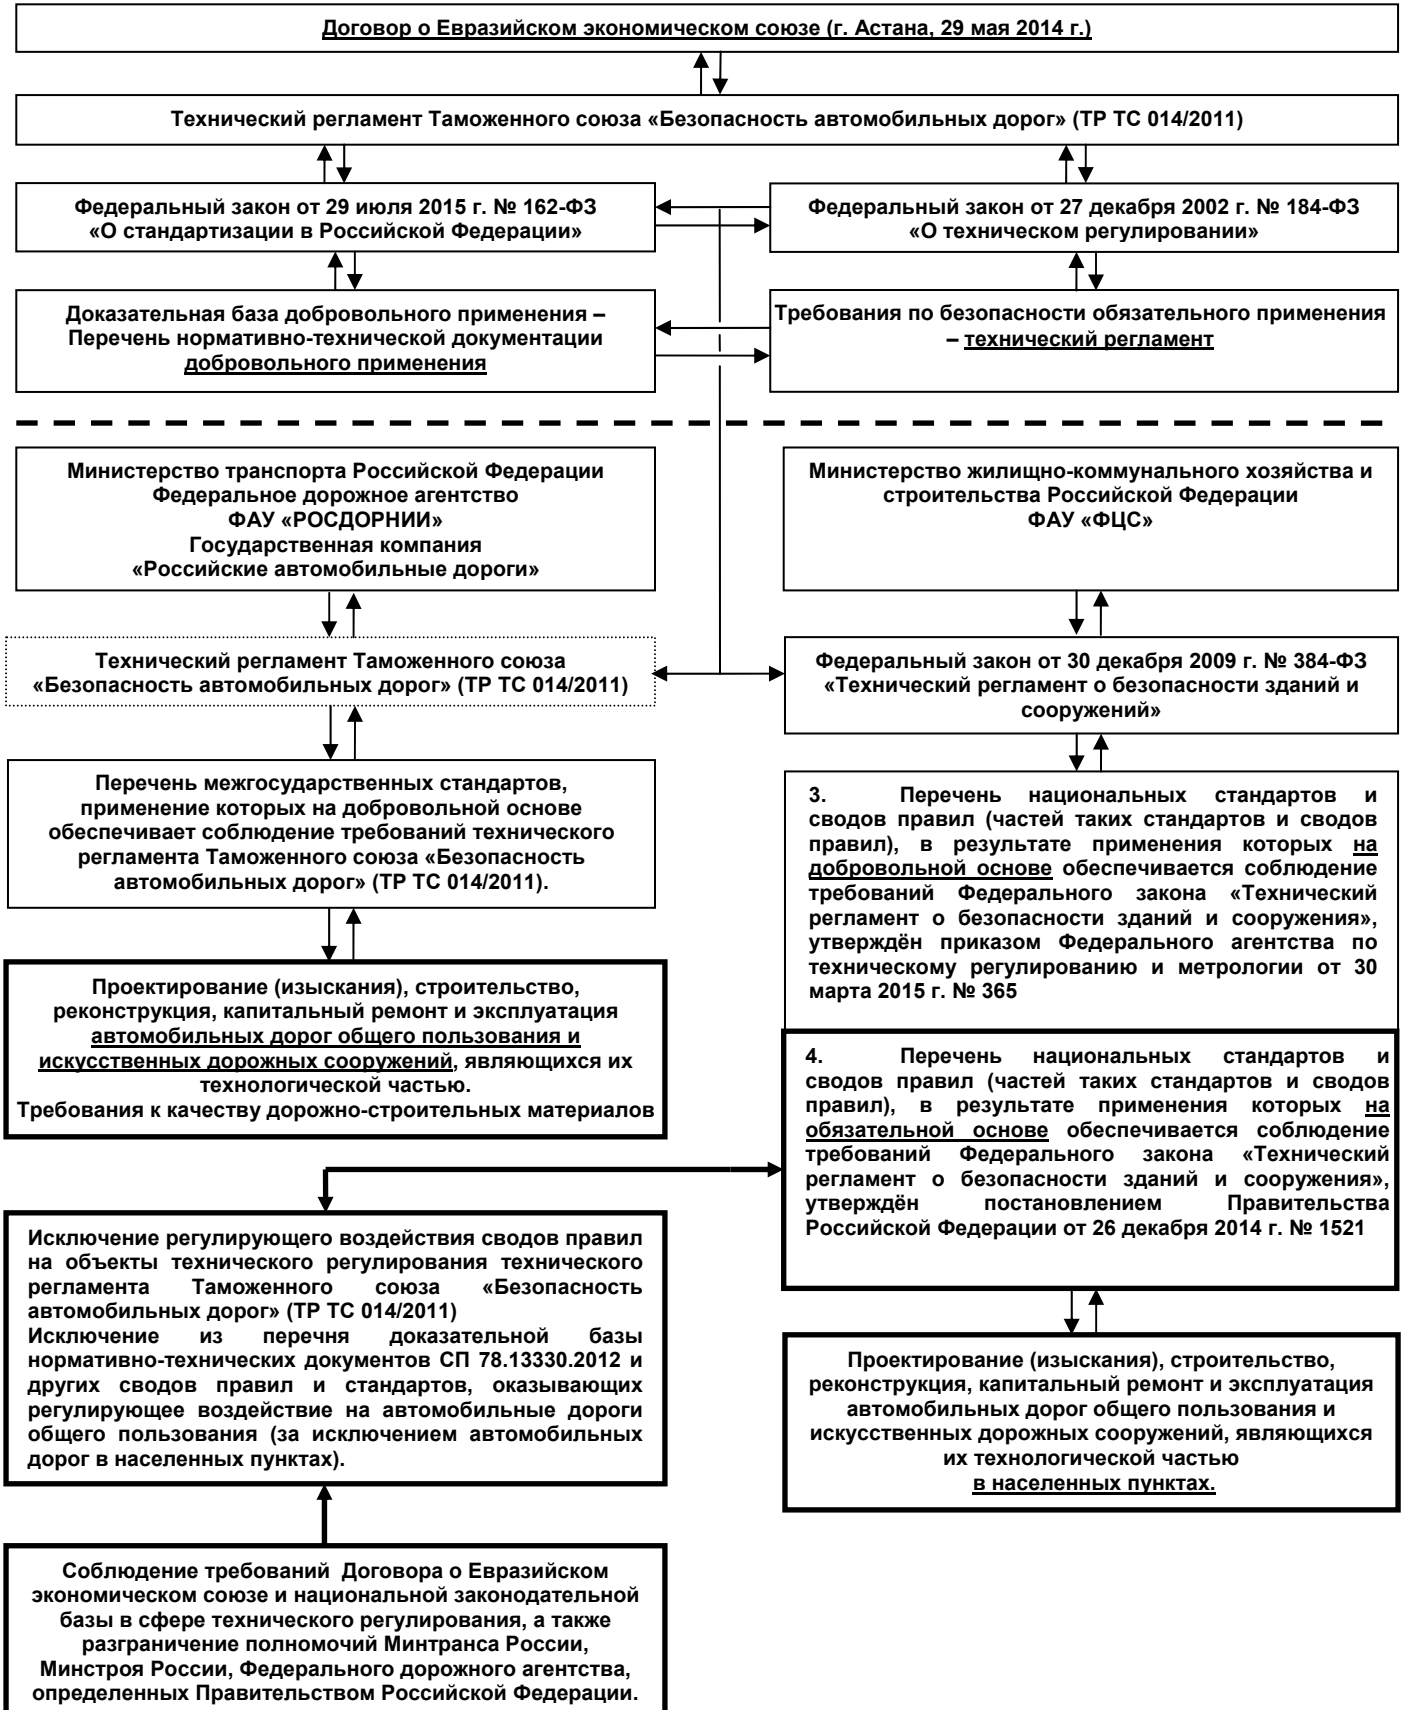 Договор о Евразийском экономическом союзе (г. Астана, 29 мая 2014 г.)
Технический регламент Таможенного союза «Безопасность автомобильных дорог» (ТР ТС 014/2011)
Федеральный закон от 29 июля 2015 г. № 162-ФЗ
«О стандартизации в Российской Федерации»
Федеральный закон от 27 декабря 2002 г. № 184-ФЗ
«О техническом регулировании»
Доказательная база добровольного применения –
Перечень нормативно-технической документации
добровольного применения
Требования по безопасности обязательного применения
– технический регламент
Министерство транспорта Российской Федерации
Федеральное дорожное агентство
ФАУ «РОСДОРНИИ»
Государственная компания
«Российские автомобильные дороги»
Министерство жилищно-коммунального хозяйства и
строительства Российской Федерации
ФАУ «ФЦС»
Технический регламент Таможенного союза
«Безопасность автомобильных дорог» (ТР ТС 014/2011)
Федеральный закон от 30 декабря 2009 г. № 384-ФЗ
«Технический регламент о безопасности зданий и
сооружений»
Перечень межгосударственных стандартов,
применение которых на добровольной основе
обеспечивает соблюдение требований технического
регламента Таможенного союза «Безопасность
автомобильных дорог» (ТР ТС 014/2011).
3. Перечень национальных стандартов и
сводов правил (частей таких стандартов и сводов
правил), в результате применения которых на
добровольной основе обеспечивается соблюдение
требований Федерального закона «Технический
регламент о безопасности зданий и сооружения»,
утверждён приказом Федерального агентства по
техническому регулированию и метрологии от 30
марта 2015 г. № 365
Проектирование (изыскания), строительство,
реконструкция, капитальный ремонт и эксплуатация
автомобильных дорог общего пользования и
искусственных дорожных сооружений, являющихся их
технологической частью.
Требования к качеству дорожно-строительных материалов
4. Перечень национальных стандартов и
сводов правил (частей таких стандартов и сводов
правил), в результате применения которых на
обязательной основе обеспечивается соблюдение
требований Федерального закона «Технический
регламент о безопасности зданий и сооружения»,
утверждён постановлением Правительства
Российской Федерации от 26 декабря 2014 г. № 1521
Исключение регулирующего воздействия сводов правил
на объекты технического регулирования технического
регламента Таможенного союза «Безопасность
автомобильных дорог» (ТР ТС 014/2011)
Исключение из перечня доказательной базы
нормативно-технических документов СП 78.13330.2012 и
других сводов правил и стандартов, оказывающих
регулирующее воздействие на автомобильные дороги
общего пользования (за исключением автомобильных
дорог в населенных пунктах).
Проектирование (изыскания), строительство,
реконструкция, капитальный ремонт и эксплуатация
автомобильных дорог общего пользования и
искусственных дорожных сооружений, являющихся
их технологической частью
в населенных пунктах.
Соблюдение требований Договора о Евразийском
экономическом союзе и национальной законодательной
базы в сфере технического регулирования, а также
разграничение полномочий Минтранса России,
Минстроя России, Федерального дорожного агентства,
определенных Правительством Российской Федерации.